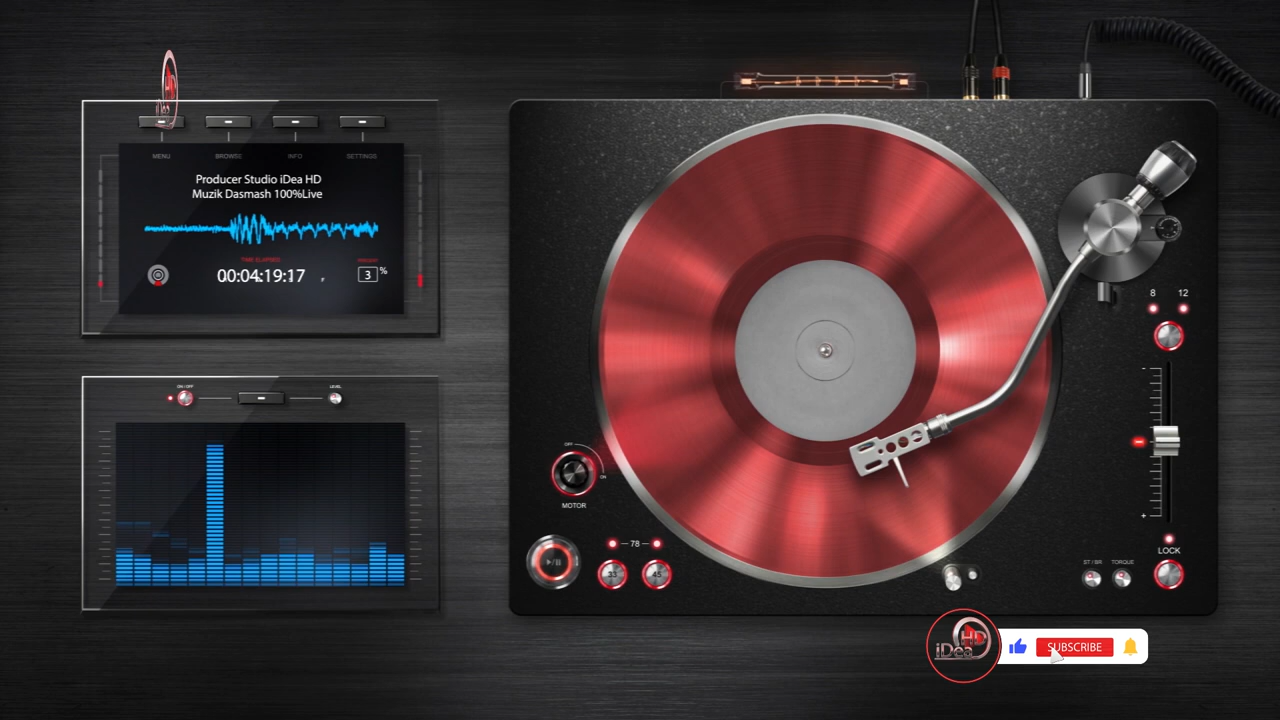 MENU BROWSE INFO SETTINGS
Producer Studio iDea HD
Muzik Dasmash 100%Live
TIME ELAPSED
00:04:19:17
3 %
ON / OFF
LEVEL
OFF
ON
MOTOR
78
33 45
8 12
-
+
LOCK
ST / BR TORQUE
HD
iDea
SUBSCRIBE